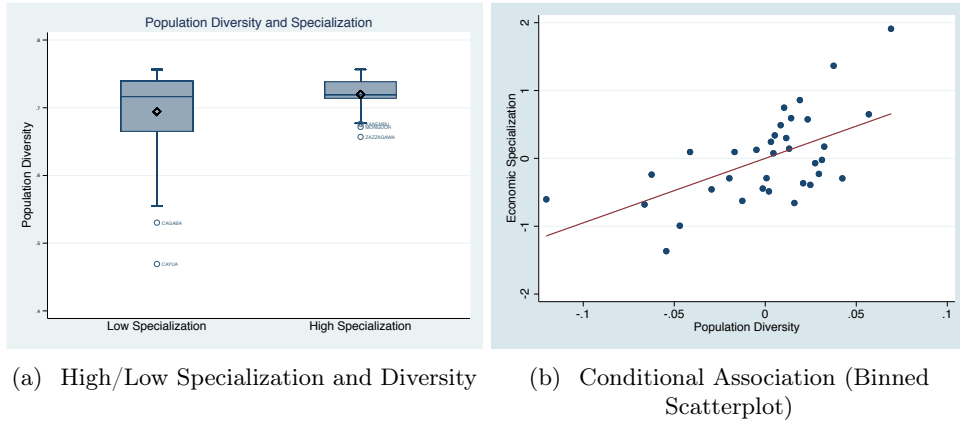 Population Diversity and Specialization
.8
.7
.6
.5
.4
Population Diversity
MONGUOR
ZAZZAGAWA
CAGABA
CAYUA
Low Specialization
High Specialization
2
1
0
-1
-2
Economic Specialization
-.1
-.05
0
.05
.1
Population Diversity
(a) High/Low Specialization and Diversity
(b) Conditional Association (Binned
Scatterplot)